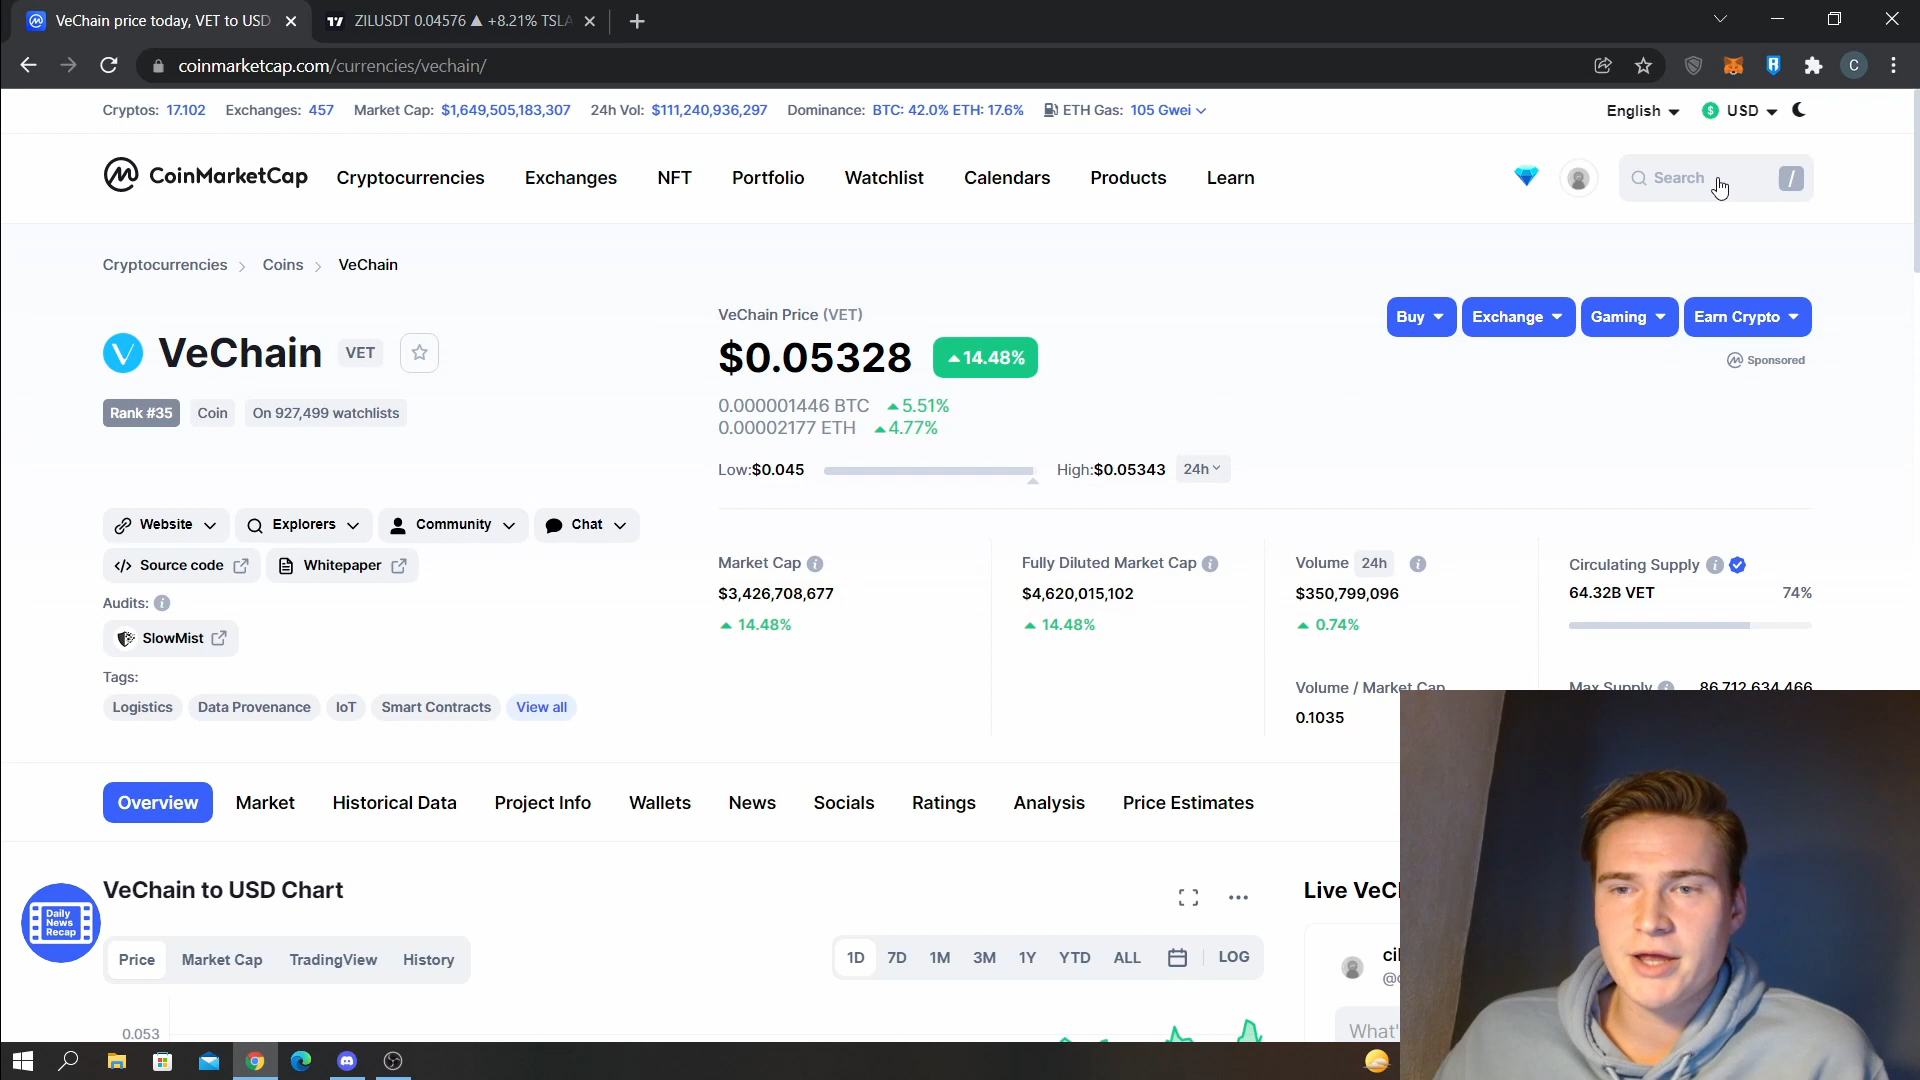 VeChain price today, VET to USD
ZILUSDT 0.04576 ▲ +8.21% TSLA
coinmarketcap.com/currencies/vechain/
C
Cryptos: 17.102 Exchanges: 457 Market Cap: $1,649,505,183,307 24h Vol: $111,240,936,297 Dominance: BTC: 42.0% ETH: 17.6% ETH Gas: 105 Gwei
English $ USD
CoinMarketCap Cryptocurrencies Exchanges NFT Portfolio Watchlist Calendars Products Learn Search /
Cryptocurrencies > Coins > VeChain
VeChain Price (VET)
Buy Exchange Gaming Earn Crypto
VeChain VET
$0.05328 14.48%
Sponsored
Rank #35 Coin On 927,499 watchlists
0.000001446 BTC 5.51%
0.00002177 ETH 4.77%
Low:$0.045 High:$0.05343 24h
Website Explorers Community Chat
Source code Whitepaper
Audits:
SlowMist
Tags:
Logistics Data Provenance IoT Smart Contracts View all
Market Cap
$3,426,708,677
14.48%
Fully Diluted Market Cap
$4,620,015,102
14.48%
Volume 24h
$350,799,096
0.74%
Volume / Market Cap
0.1035
Circulating Supply
64.32B VET 74%
Max Supply 86,712,634,466
Overview Market Historical Data Project Info Wallets News Socials Ratings Analysis Price Estimates
Daily
News
Recap
VeChain to USD Chart
Price Market Cap TradingView History
1D 7D 1M 3M 1Y YTD ALL LOG
0.053
Live VeC
What'